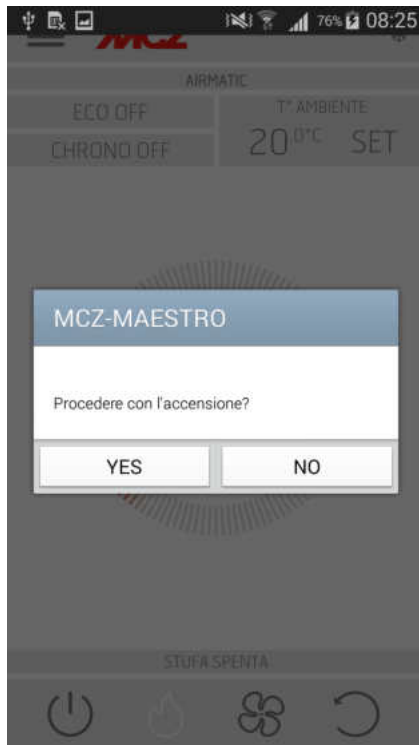 76% 08:25
MCZ
AIRMATIC
ECO OFF
T° AMBIENTE
CHRONO OFF
20.0°C SET
MCZ-MAESTRO
Procedere con l'accensione?
YES NO
STUFA SPENTA